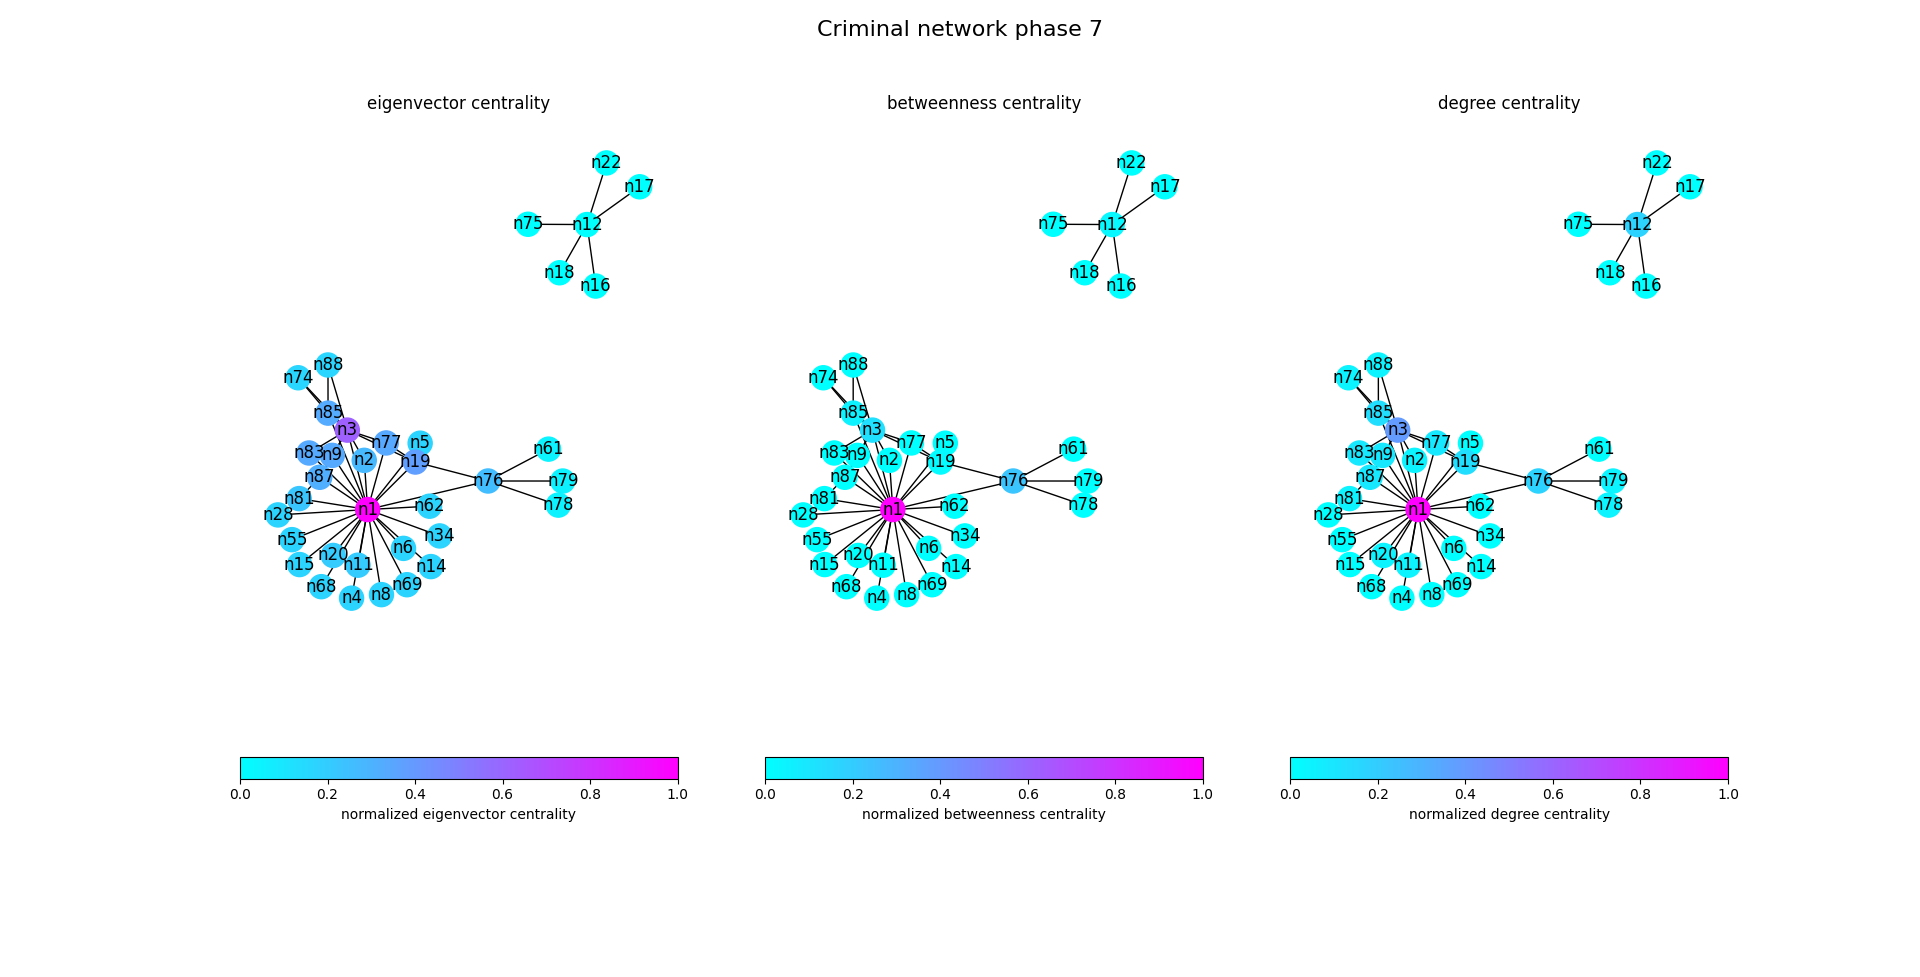 Criminal network phase 7
eigenvector centrality
n22
n17
n75
n12
n18
n16
n88
n74
n85
n3
n77
n5
n83
n9
n2
n19
n61
n87
n76
n79
n81
n28
n1
n62
n78
n55
n34
n20
n6
n15
n11
n14
n68
n69
n4
n8
0.0 0.2 0.4 0.6 0.8 1.0
normalized eigenvector centrality
betweenness centrality
n22
n17
n75
n12
n18
n16
n88
n74
n85
n3
n77
n5
n83
n9
n2
n19
n61
n87
n76
n79
n81
n28
n1
n62
n78
n55
n34
n20
n6
n15
n11
n14
n68
n69
n4
n8
0.0 0.2 0.4 0.6 0.8 1.0
normalized betweenness centrality
degree centrality
n22
n17
n75
n12
n18
n16
n88
n74
n85
n3
n77
n5
n83
n9
n2
n19
n61
n87
n76
n79
n81
n28
n1
n62
n78
n55
n34
n20
n6
n15
n11
n14
n68
n69
n4
n8
0.0 0.2 0.4 0.6 0.8 1.0
normalized degree centrality